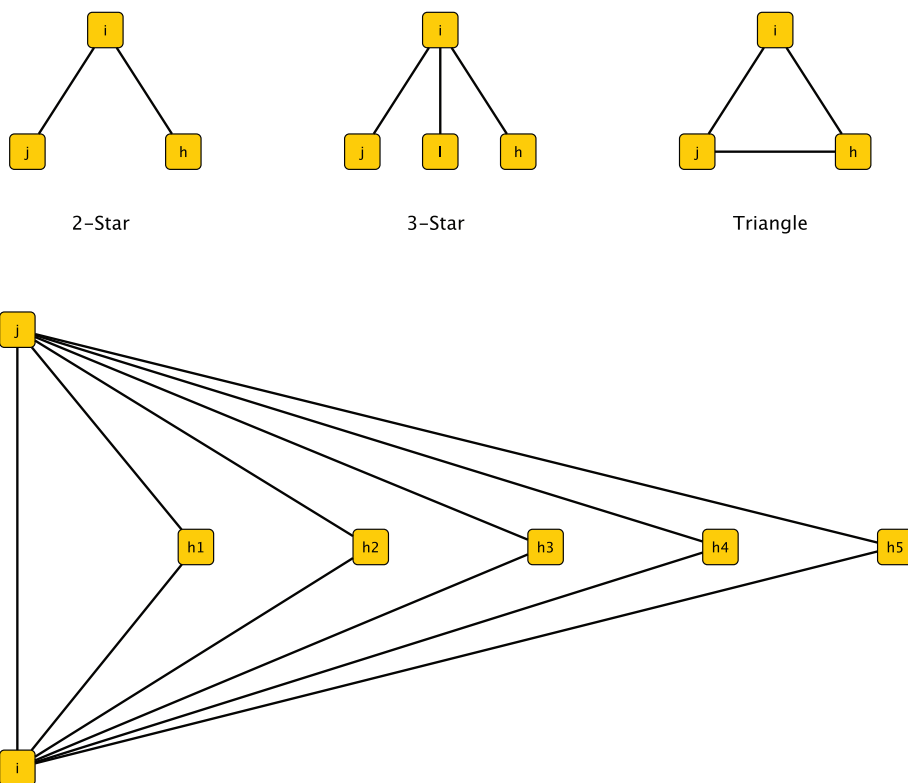 i i i
j h j l h j h
2-Star 3-Star Triangle
j
h1 h2 h3 h4 h5
i